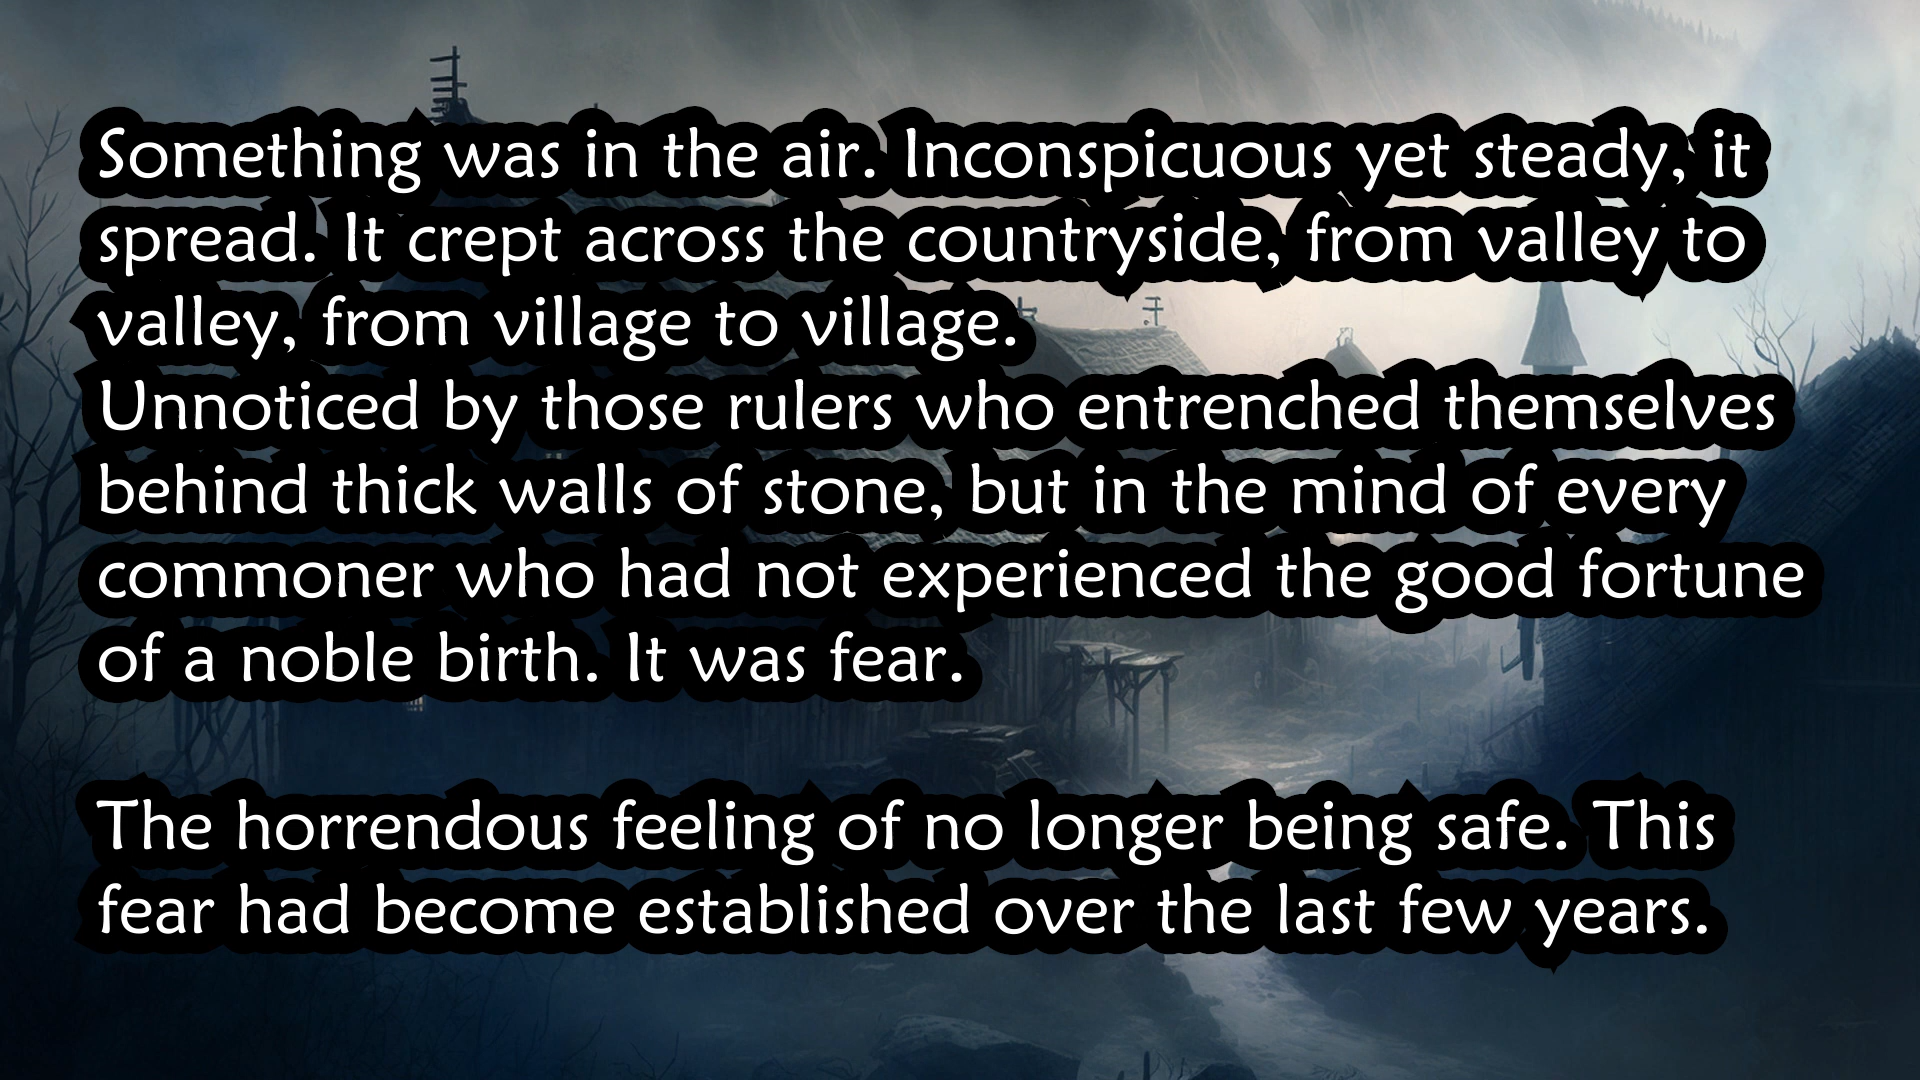 Something was in the air. Inconspicuous yet steady, it
spread. It crept across the countryside, from valley to
valley, from village to village.
Unnoticed by those rulers who entrenched themselves
behind thick walls of stone, but in the mind of every
commoner who had not experienced the good fortune
of a noble birth. It was fear.
The horrendous feeling of no longer being safe. This
fear had become established over the last few years.